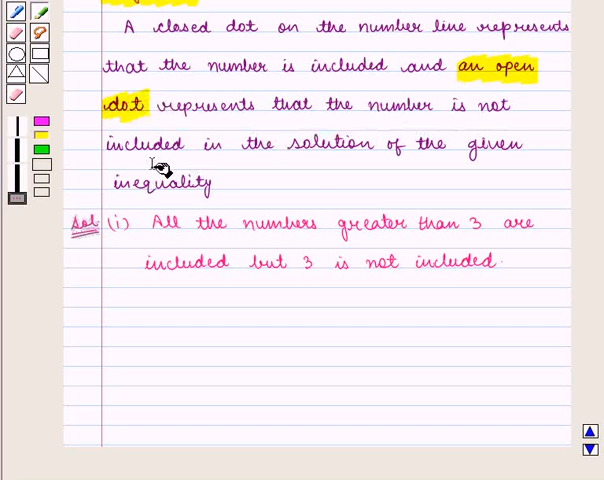 A closed dot on the number line represents
that the number is included and an open
dot represents that the number is not
included in the solution of the given
inequality
Sol (i) All the numbers greater than 3 are
included but 3 is not included.